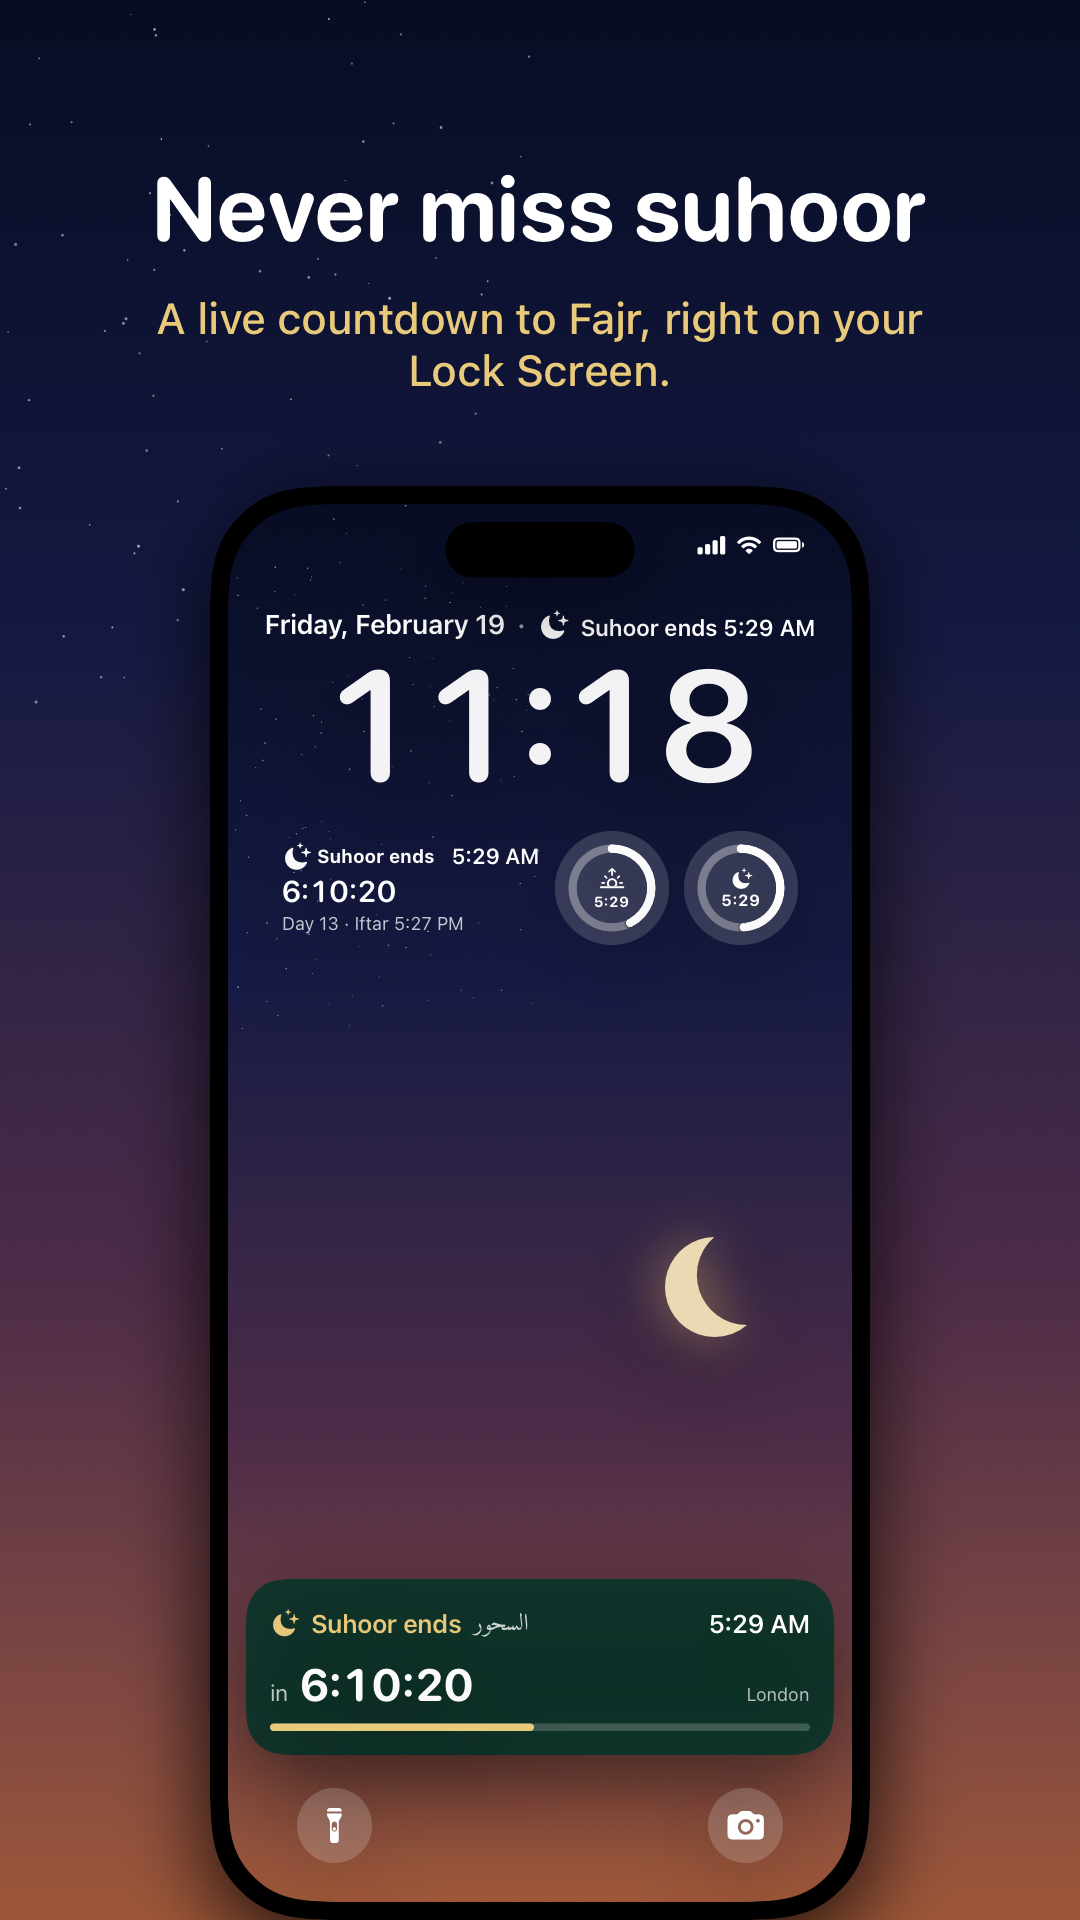 Never miss suhoor
A live countdown to Fajr, right on your
Lock Screen.
Friday, February 19 · Suhoor ends 5:29 AM
11:18
Suhoor ends 5:29 AM
6:10:20
Day 13 · Iftar 5:27 PM
5:29
5:29
Suhoor ends السحور 5:29 AM
in 6:10:20 London